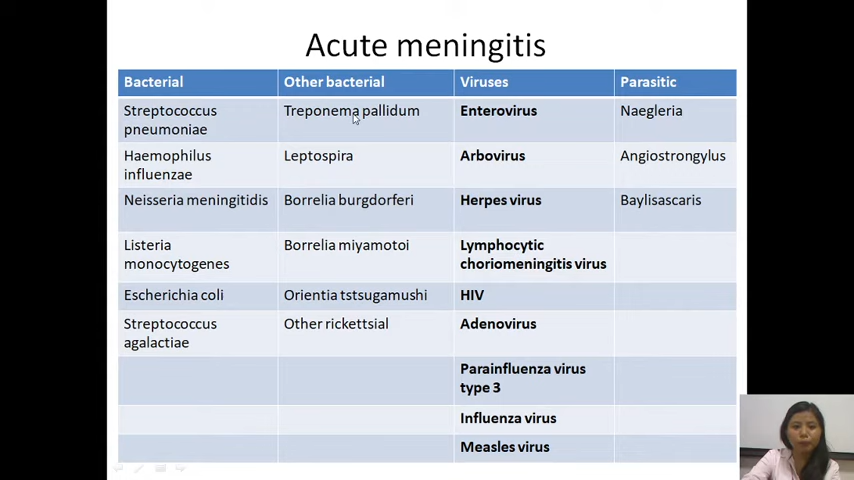 Acute meningitis
Bacterial Other bacterial Viruses Parasitic
Streptococcus pneumoniae Treponema pallidum Enterovirus Naegleria
Haemophilus influenzae Leptospira Arbovirus Angiostrongylus
Neisseria meningitidis Borrelia burgdorferi Herpes virus Baylisascaris
Listeria monocytogenes Borrelia miyamotoi Lymphocytic choriomeningitis virus
Escherichia coli Orientia tstsugamushi HIV
Streptococcus agalactiae Other rickettsial Adenovirus
Parainfluenza virus type 3
Influenza virus
Measles virus